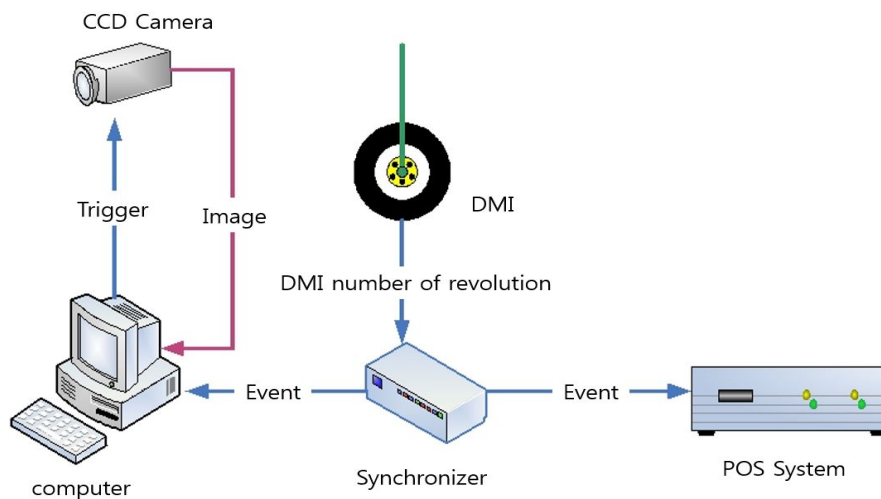 CCD Camera
Trigger
Image
DMI
DMI number of revolution
Event
Event
computer
Synchronizer
POS System